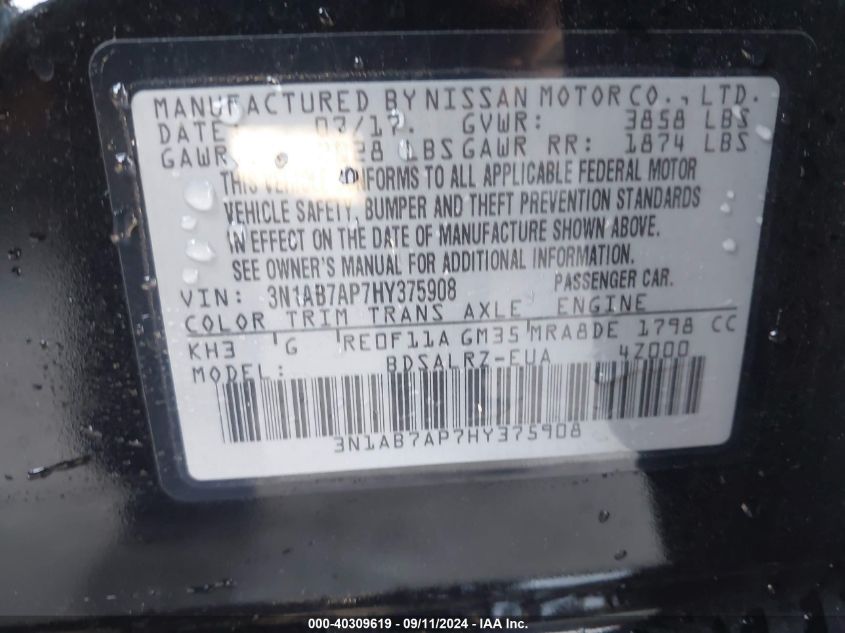 MANUFACTURED BY NISSAN MOTOR CO., LTD.
DATE: 03/17. GVWR: 3858 LBS
GAWR LBS GAWR RR: 1874 LBS
THIS CONFORMS TO ALL APPLICABLE FEDERAL MOTOR
VEHICLE SAFETY, BUMPER AND THEFT PREVENTION STANDARDS
IN EFFECT ON THE DATE OF MANUFACTURE SHOWN ABOVE.
SEE OWNER'S MANUAL FOR ADDITIONAL INFORMATION.
VIN: 3N1AB7AP7HY375908 PASSENGER CAR.
COLOR TRIM TRANS AXLE ENGINE
KH3 G RE0F11A GM35 MRA8DE 1798 CC
MODEL: BDSALRZ-EUA 4Z000
3N1AB7AP7HY375908
000-40309619 - 09/11/2024 - IAA Inc.